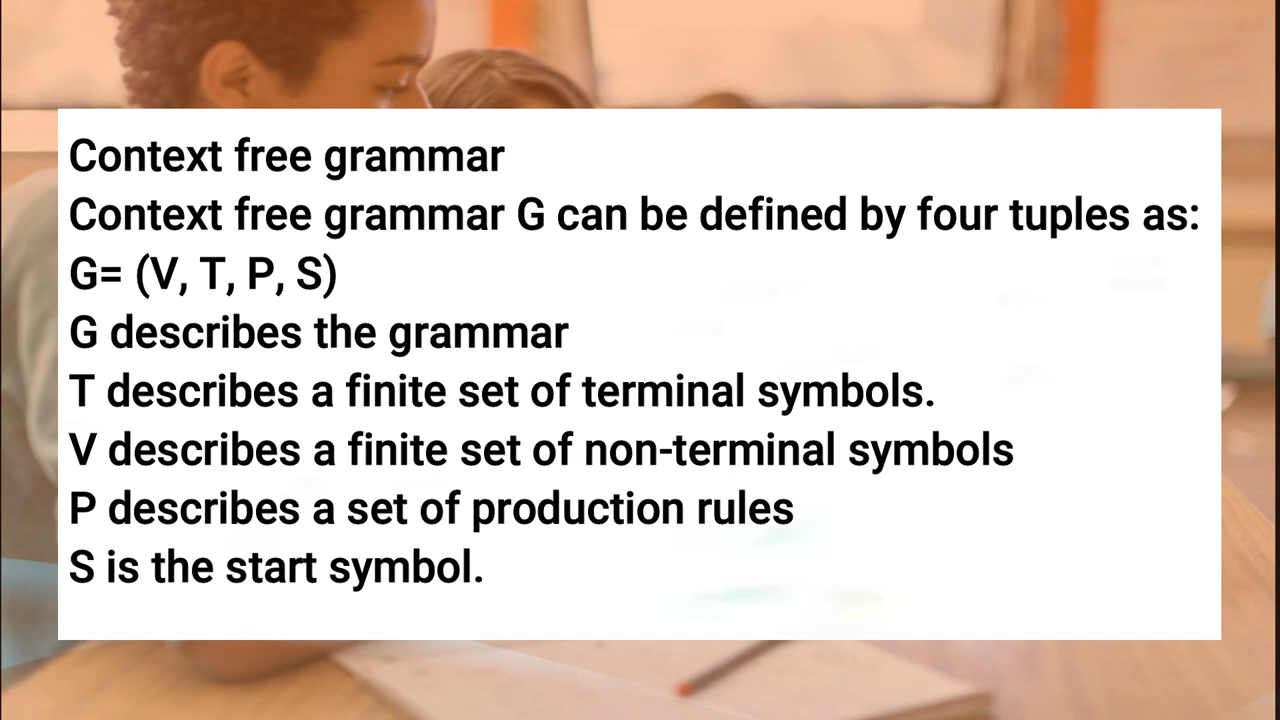 Context free grammar
Context free grammar G can be defined by four tuples as:
G= (V, T, P, S)
G describes the grammar
T describes a finite set of terminal symbols.
V describes a finite set of non-terminal symbols
P describes a set of production rules
S is the start symbol.